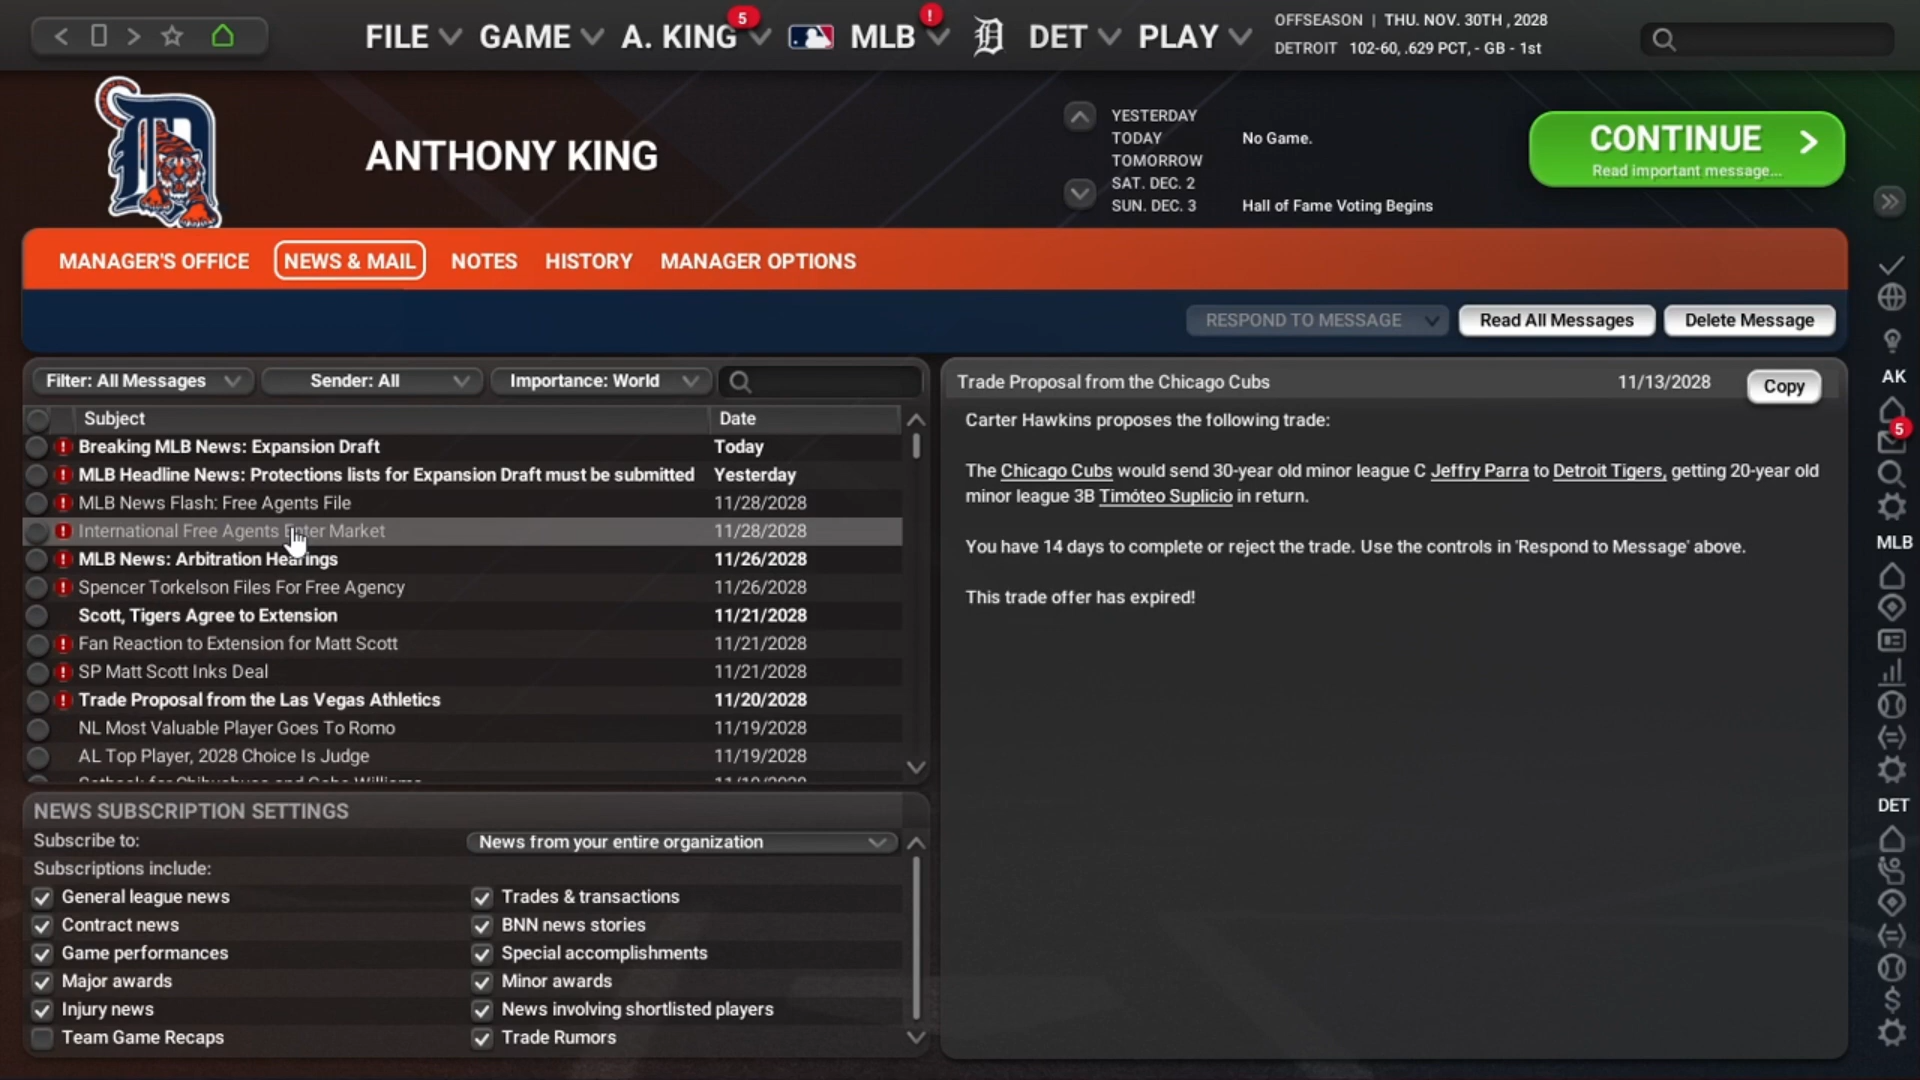 FILE GAME A. KING 5 MLB ! DET PLAY
OFFSEASON | THU. NOV. 30TH , 2028
DETROIT 102-60, .629 PCT, - GB - 1st
ANTHONY KING
YESTERDAY
TODAY No Game.
TOMORROW
SAT. DEC. 2
SUN. DEC. 3 Hall of Fame Voting Begins
CONTINUE
Read important message...
MANAGER'S OFFICE NEWS & MAIL NOTES HISTORY MANAGER OPTIONS
RESPOND TO MESSAGE Read All Messages Delete Message
Filter: All Messages Sender: All Importance: World
Subject Date
Breaking MLB News: Expansion Draft Today
MLB Headline News: Protections lists for Expansion Draft must be submitted Yesterday
MLB News Flash: Free Agents File 11/28/2028
International Free Agents Enter Market 11/28/2028
MLB News: Arbitration Hearings 11/26/2028
Spencer Torkelson Files For Free Agency 11/26/2028
Scott, Tigers Agree to Extension 11/21/2028
Fan Reaction to Extension for Matt Scott 11/21/2028
SP Matt Scott Inks Deal 11/21/2028
Trade Proposal from the Las Vegas Athletics 11/20/2028
NL Most Valuable Player Goes To Romo 11/19/2028
AL Top Player, 2028 Choice Is Judge 11/19/2028
Trade Proposal from the Chicago Cubs 11/13/2028 Copy
Carter Hawkins proposes the following trade:
The Chicago Cubs would send 30-year old minor league C Jeffry Parra to Detroit Tigers, getting 20-year old
minor league 3B Timóteo Suplicio in return.
You have 14 days to complete or reject the trade. Use the controls in 'Respond to Message' above.
This trade offer has expired!
NEWS SUBSCRIPTION SETTINGS
Subscribe to: News from your entire organization
Subscriptions include:
General league news Trades & transactions
Contract news BNN news stories
Game performances Special accomplishments
Major awards Minor awards
Injury news News involving shortlisted players
Team Game Recaps Trade Rumors
AK
5
MLB
DET